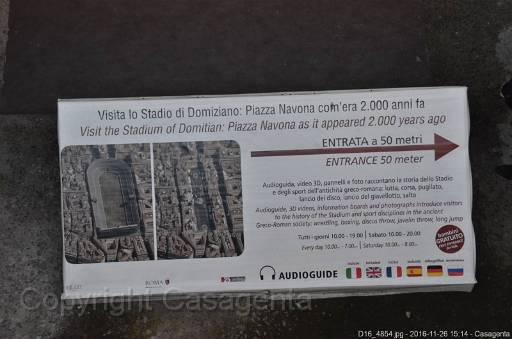 Visita lo Stadio di Domiziano: Piazza Navona com'era 2.000 anni fa
Visit the Stadium of Domitian: Piazza Navona as it appeared 2.000 years ago
ENTRATA a 50 metri
ENTRANCE 50 meter
Audioguida, video 3D, pannelli e foto raccontano la storia dello Stadio
e degli sport dell'antichità greco-romana: lotta, corsa, pugilato,
lancio del disco, lancio del giavellotto, salto
Audioguide, 3D videos, information boards and photographs introduce visitors
to the history of the Stadium and sport disciplines in the ancient
Greco-Roman society: wrestling, boxing, discus throw, javelin throw, long jump
Tutti i giorni 10.00 - 19.00 | Sabato 10.00 - 20.00
Every day 10.00 - 7.00 | Saturday 10.00 - 8.00
bambini
GRATUITO
ROMA
AUDIOGUIDE
Copyright Casagenta
D16_4854.jpg - 2016-11-26 15:14 - Casagenta